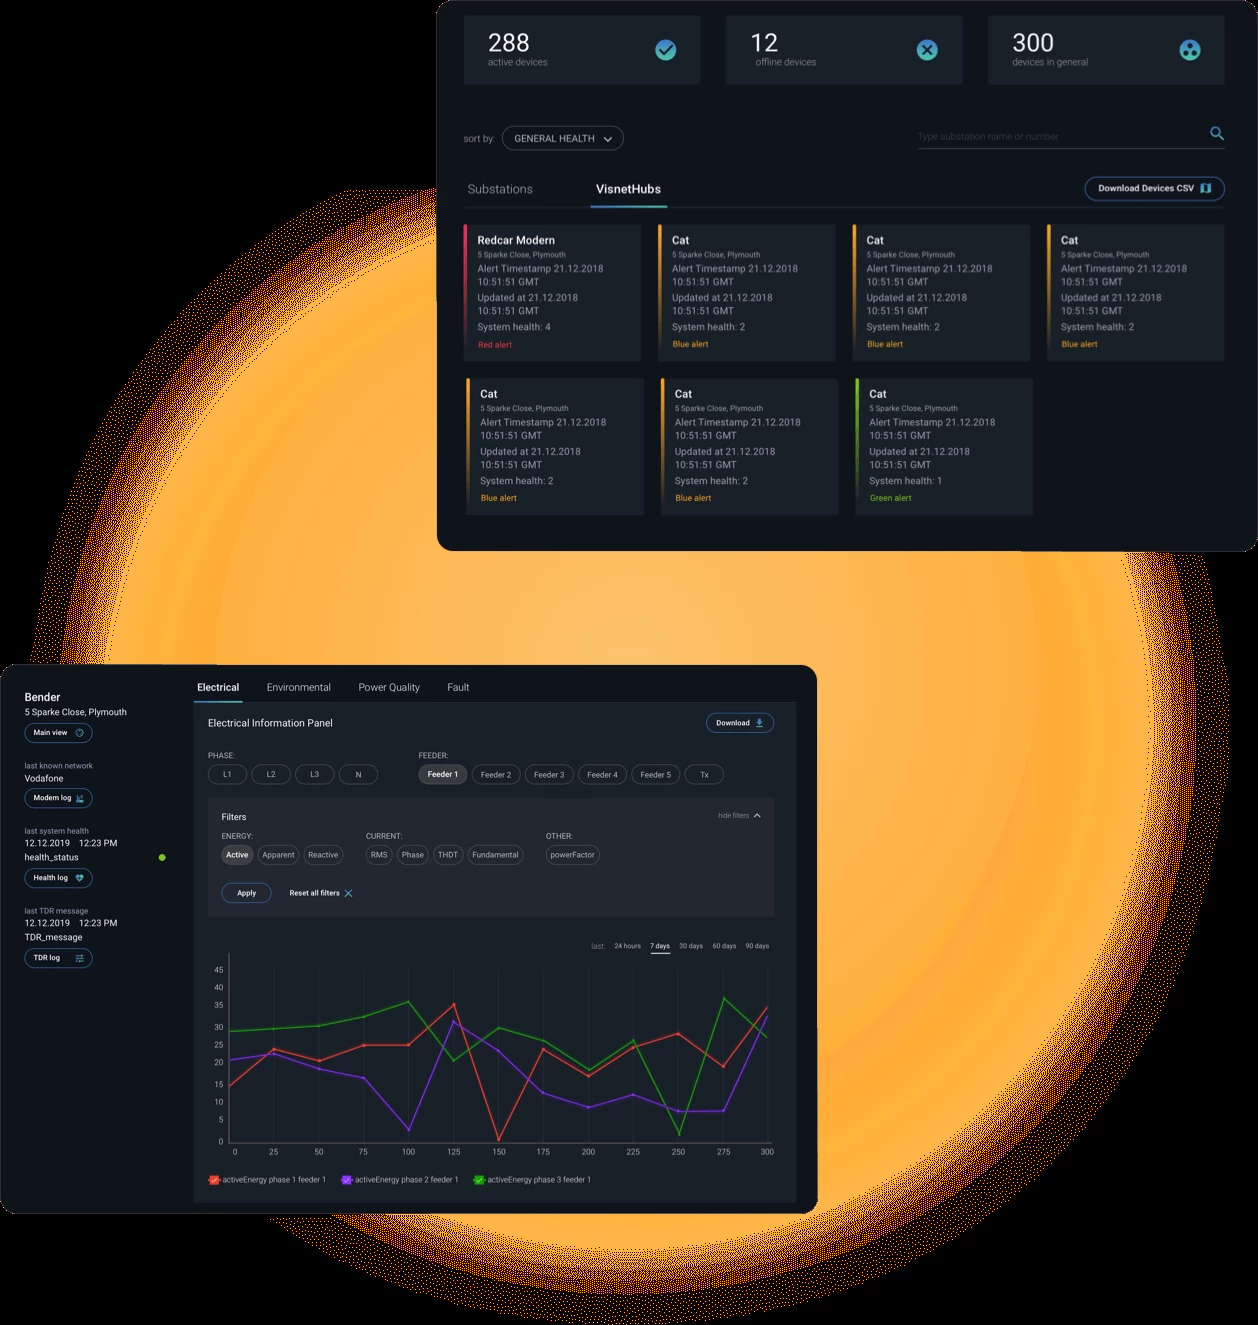 288
active devices
12
offline devices
300
devices in general
sort by:
GENERAL HEALTH
Type substation name or number
Substations
VisnetHubs
Download Devices CSV
Redcar Modern
5 Sparke Close, Plymouth
Alert Timestamp 21.12.2018
10:51:51 GMT
Updated at 21.12.2018
10:51:51 GMT
System health: 4
Red alert
Cat
5 Sparke Close, Plymouth
Alert Timestamp 21.12.2018
10:51:51 GMT
Updated at 21.12.2018
10:51:51 GMT
System health: 2
Blue alert
Cat
5 Sparke Close, Plymouth
Alert Timestamp 21.12.2018
10:51:51 GMT
Updated at 21.12.2018
10:51:51 GMT
System health: 2
Blue alert
Cat
5 Sparke Close, Plymouth
Alert Timestamp 21.12.2018
10:51:51 GMT
Updated at 21.12.2018
10:51:51 GMT
System health: 2
Blue alert
Cat
5 Sparke Close, Plymouth
Alert Timestamp 21.12.2018
10:51:51 GMT
Updated at 21.12.2018
10:51:51 GMT
System health: 2
Blue alert
Cat
5 Sparke Close, Plymouth
Alert Timestamp 21.12.2018
10:51:51 GMT
Updated at 21.12.2018
10:51:51 GMT
System health: 2
Blue alert
Cat
5 Sparke Close, Plymouth
Alert Timestamp 21.12.2018
10:51:51 GMT
Updated at 21.12.2018
10:51:51 GMT
System health: 1
Green alert
Bender
5 Sparke Close, Plymouth
Main view
last known network
Vodafone
Modem log
last system health
12.12.2019 12:23 PM
health_status
Health log
last TDR message
12.12.2019 12:23 PM
TDR_message
TDR log
Electrical Environmental Power Quality Fault
Electrical Information Panel
Download
PHASE:
L1 L2 L3 N
FEEDER:
Feeder 1 Feeder 2 Feeder 3 Feeder 4 Feeder 5 Tx
Filters
hide filters
ENERGY:
Active Apparent Reactive
CURRENT:
RMS Phase THDT Fundamental
OTHER:
powerFactor
Apply
Reset all filters
last: 24 hours 7 days 30 days 60 days 90 days
45
40
35
30
25
20
15
10
5
0
0 25 50 75 100 125 150 175 200 225 250 275 300
activeEnergy phase 1 feeder 1 activeEnergy phase 2 feeder 1 activeEnergy phase 3 feeder 1